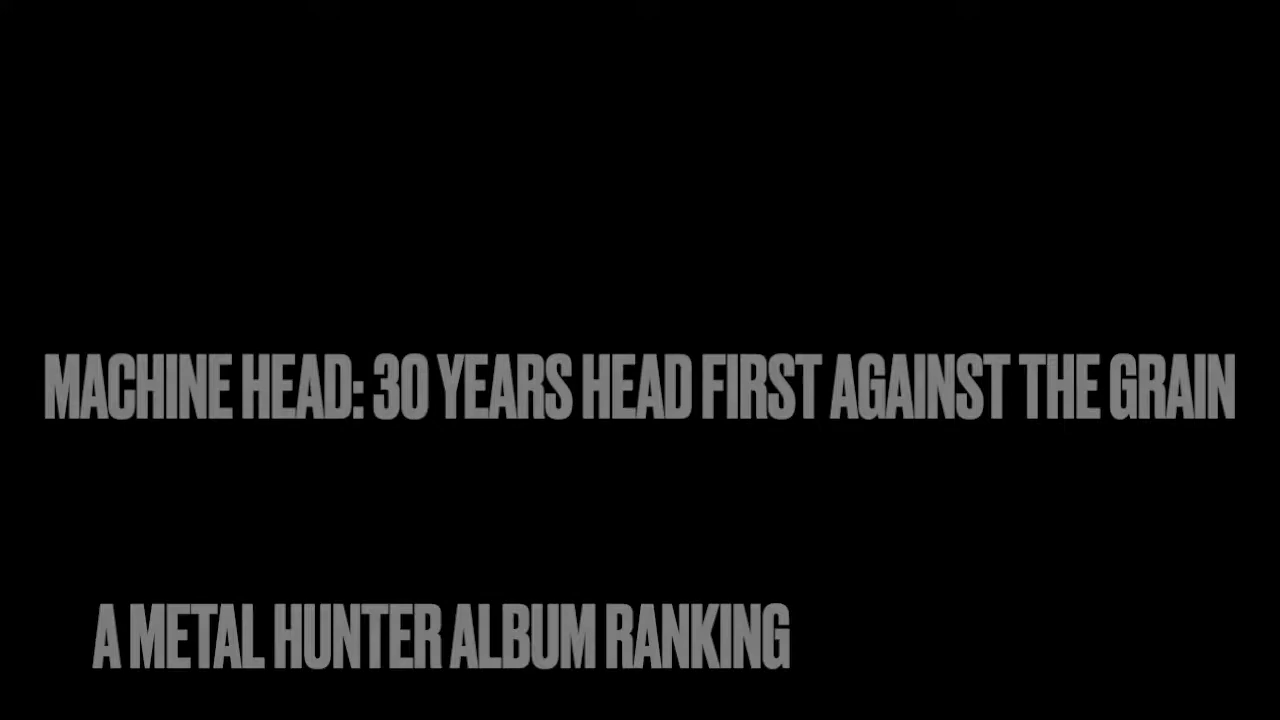 MACHINE HEAD: 30 YEARS HEAD FIRST AGAINST THE GRAIN
A METAL HUNTER ALBUM RANKING